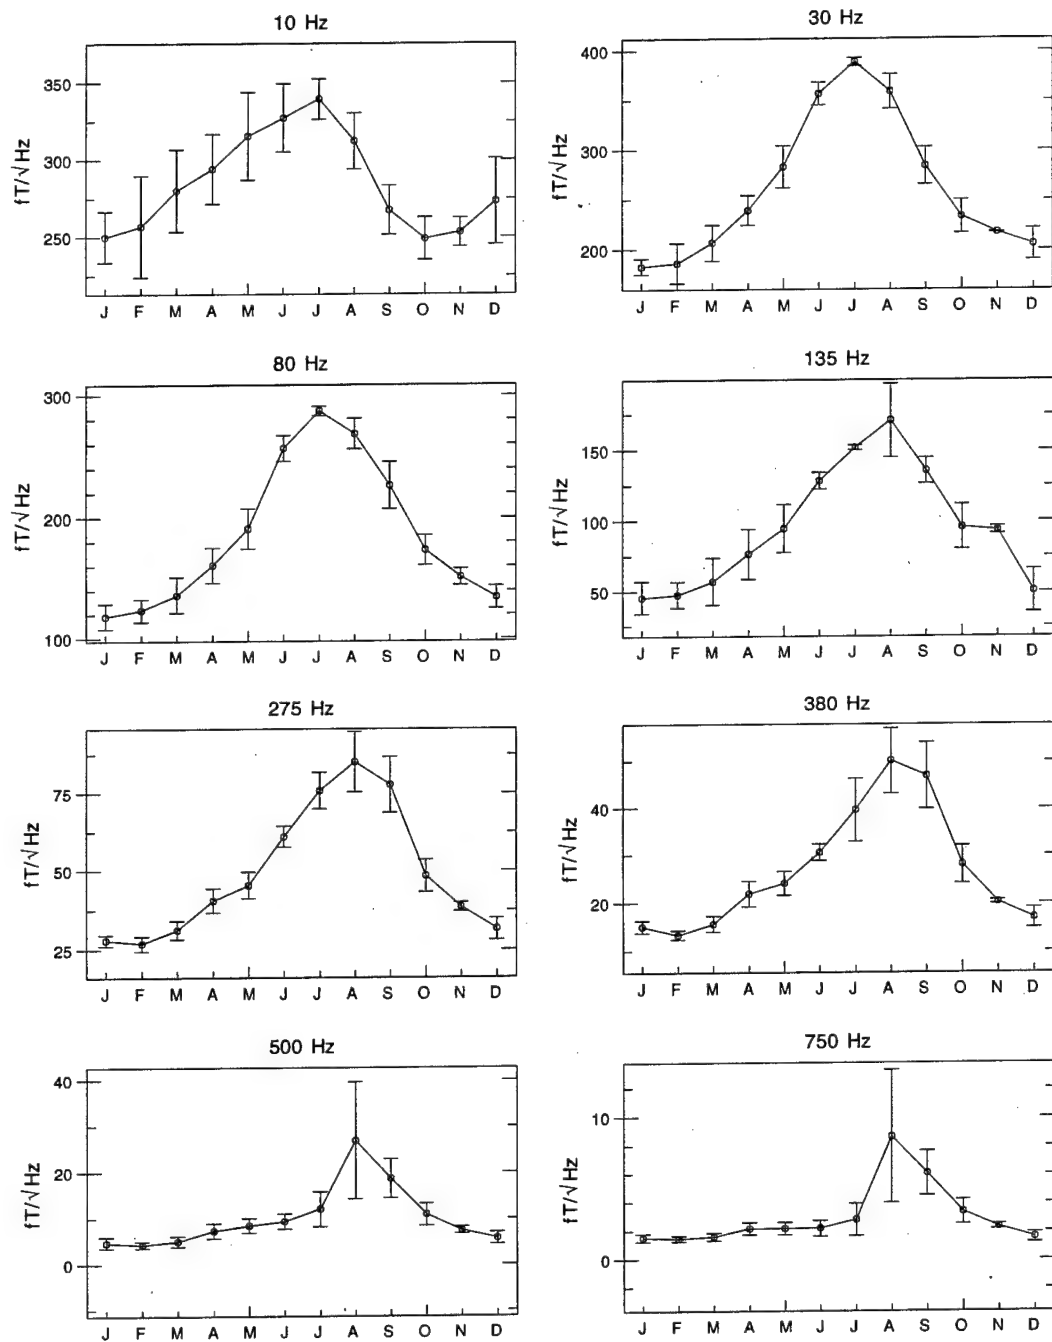 10 Hz
350
300
250
fT/√Hz
J F M A M J J A S O N D
30 Hz
400
300
200
fT/√Hz
J F M A M J J A S O N D
80 Hz
300
200
100
fT/√Hz
J F M A M J J A S O N D
135 Hz
150
100
50
fT/√Hz
J F M A M J J A S O N D
275 Hz
75
50
25
fT/√Hz
J F M A M J J A S O N D
380 Hz
40
20
fT/√Hz
J F M A M J J A S O N D
500 Hz
40
20
0
fT/√Hz
J F M A M J J A S O N D
750 Hz
10
0
fT/√Hz
J F M A M J J A S O N D